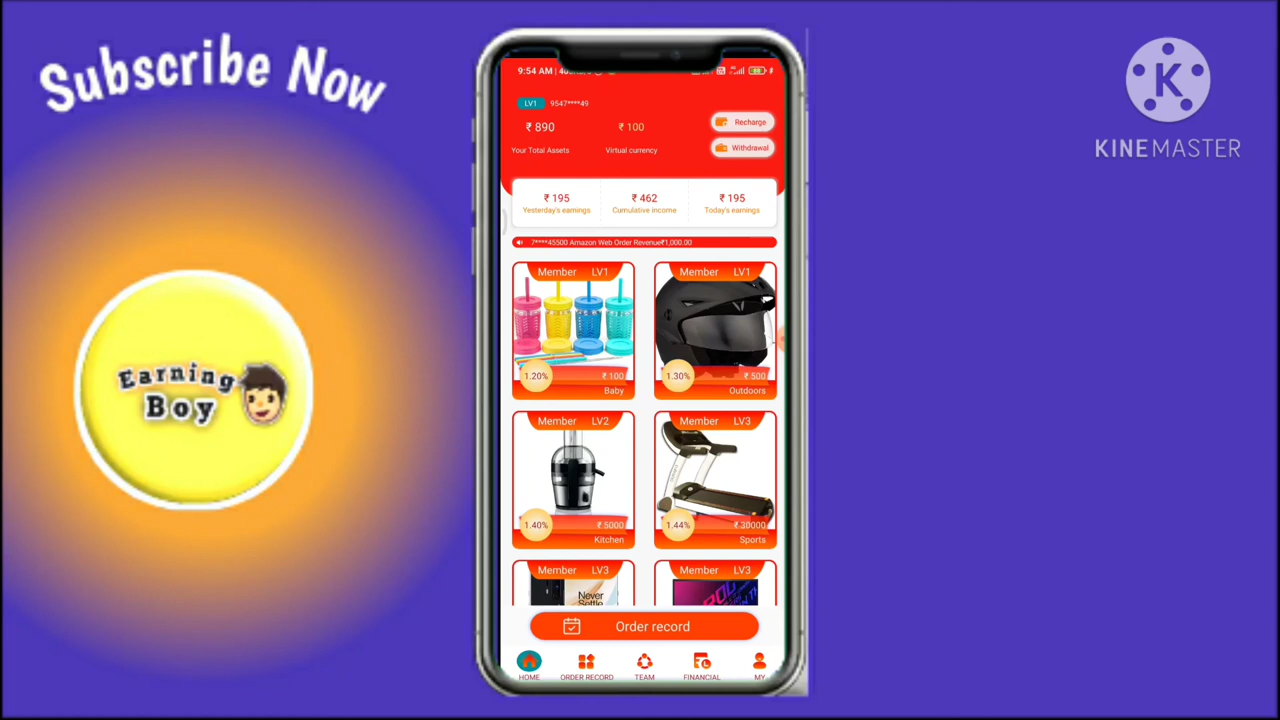 Subscribe Now
KINEMASTER
Earning
Boy
9:54 AM
LV1 9547****49
₹ 890 ₹ 100
Your Total Assets Virtual currency
Recharge
Withdrawal
₹ 195 ₹ 462 ₹ 195
Yesterday's earnings Cumulative income Today's earnings
7****45500 Amazon Web Order Revenue₹1,000.00
Member LV1 Member LV1
1.20% ₹ 100 1.30% ₹ 500
Baby Outdoors
Member LV2 Member LV3
1.40% ₹ 5000 1.44% ₹ 30000
Kitchen Sports
Member LV3 Member LV3
Never
Settle
Order record
HOME ORDER RECORD TEAM FINANCIAL MY